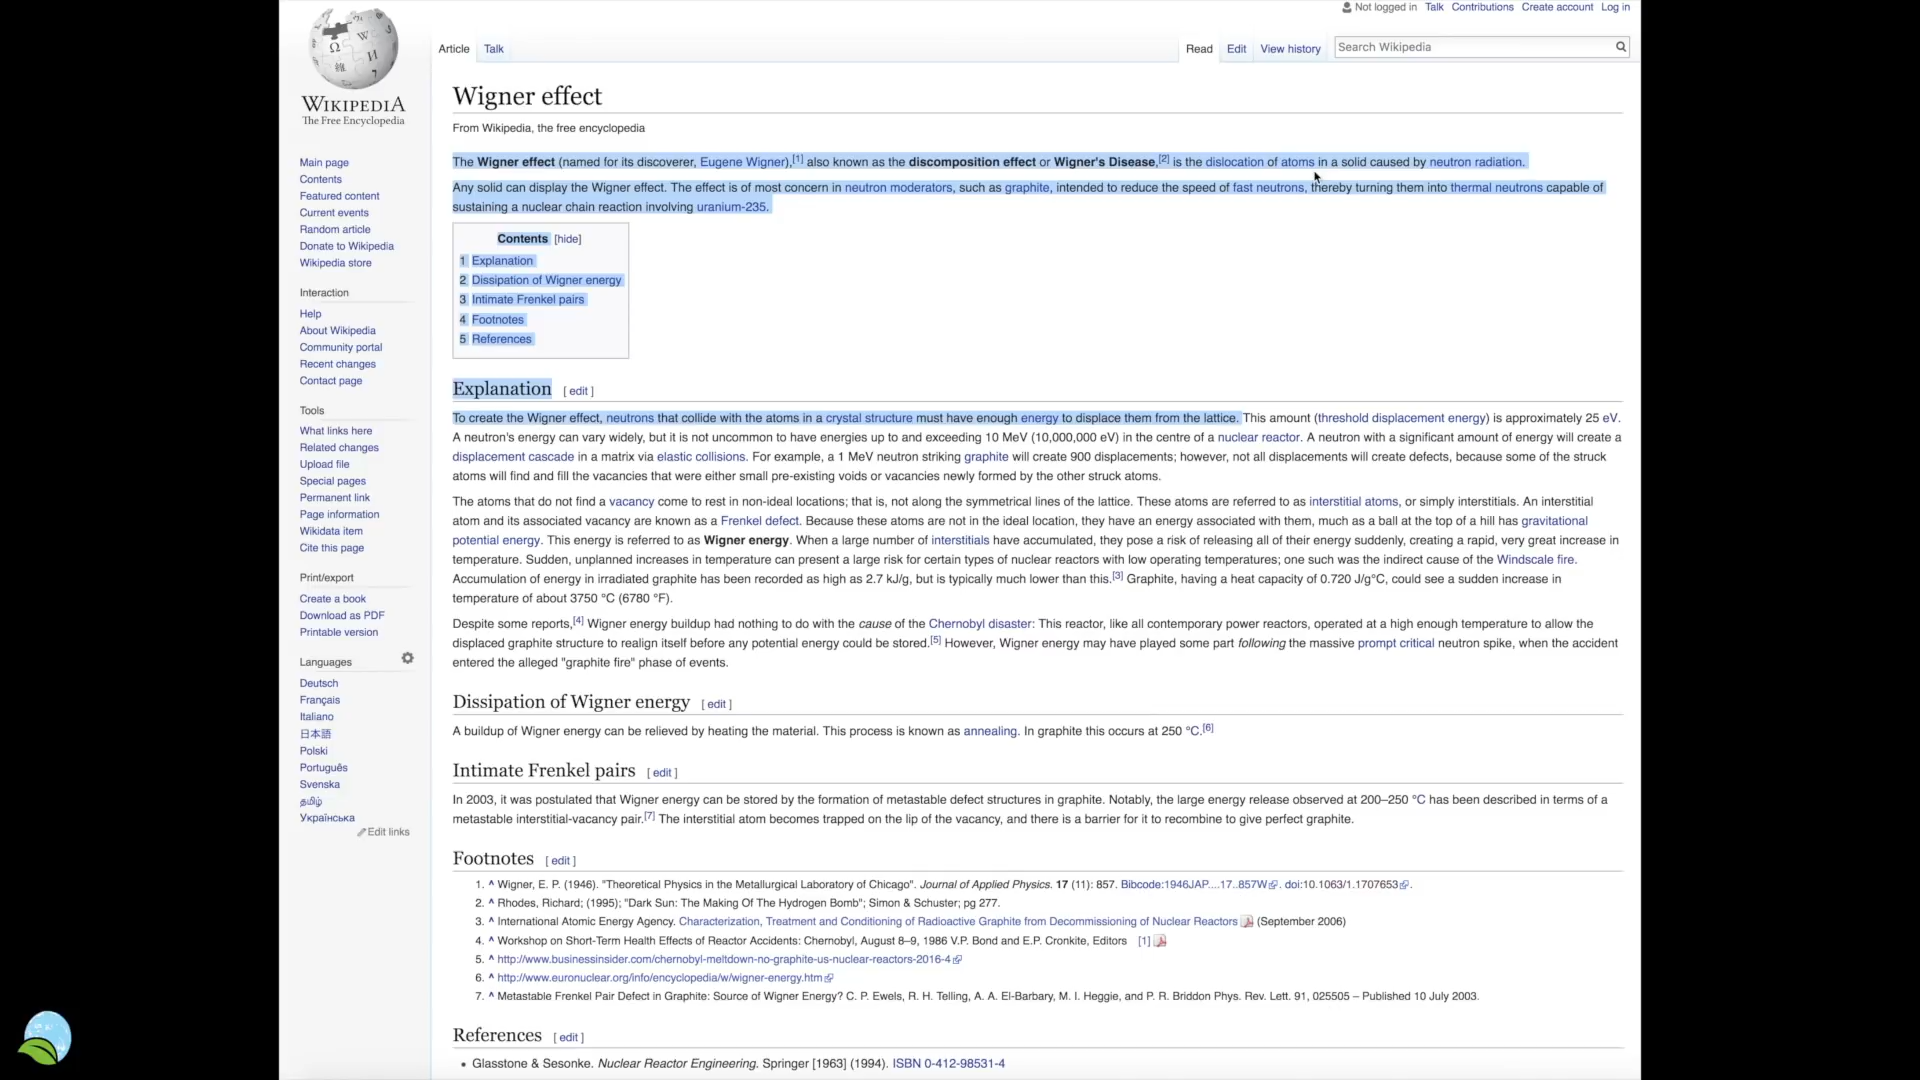 Not logged in Talk Contributions Create account Log in
Article Talk Read Edit View history Search Wikipedia
WIKIPEDIA
The Free Encyclopedia
Main page
Contents
Featured content
Current events
Random article
Donate to Wikipedia
Wikipedia store
Interaction
Help
About Wikipedia
Community portal
Recent changes
Contact page
Tools
What links here
Related changes
Upload file
Special pages
Permanent link
Page information
Wikidata item
Cite this page
Print/export
Create a book
Download as PDF
Printable version
Languages
Deutsch
Français
Italiano
日本語
Polski
Português
Svenska
தமிழ்
Українська
Edit links
Wigner effect
From Wikipedia, the free encyclopedia
The Wigner effect (named for its discoverer, Eugene Wigner),[1] also known as the discomposition effect or Wigner's Disease,[2] is the dislocation of atoms in a solid caused by neutron radiation.
Any solid can display the Wigner effect. The effect is of most concern in neutron moderators, such as graphite, intended to reduce the speed of fast neutrons, thereby turning them into thermal neutrons capable of
sustaining a nuclear chain reaction involving uranium-235.
Contents [hide]
1 Explanation
2 Dissipation of Wigner energy
3 Intimate Frenkel pairs
4 Footnotes
5 References
Explanation [ edit ]
To create the Wigner effect, neutrons that collide with the atoms in a crystal structure must have enough energy to displace them from the lattice. This amount (threshold displacement energy) is approximately 25 eV.
A neutron's energy can vary widely, but it is not uncommon to have energies up to and exceeding 10 MeV (10,000,000 eV) in the centre of a nuclear reactor. A neutron with a significant amount of energy will create a
displacement cascade in a matrix via elastic collisions. For example, a 1 MeV neutron striking graphite will create 900 displacements; however, not all displacements will create defects, because some of the struck
atoms will find and fill the vacancies that were either small pre-existing voids or vacancies newly formed by the other struck atoms.
The atoms that do not find a vacancy come to rest in non-ideal locations; that is, not along the symmetrical lines of the lattice. These atoms are referred to as interstitial atoms, or simply interstitials. An interstitial
atom and its associated vacancy are known as a Frenkel defect. Because these atoms are not in the ideal location, they have an energy associated with them, much as a ball at the top of a hill has gravitational
potential energy. This energy is referred to as Wigner energy. When a large number of interstitials have accumulated, they pose a risk of releasing all of their energy suddenly, creating a rapid, very great increase in
temperature. Sudden, unplanned increases in temperature can present a large risk for certain types of nuclear reactors with low operating temperatures; one such was the indirect cause of the Windscale fire.
Accumulation of energy in irradiated graphite has been recorded as high as 2.7 kJ/g, but is typically much lower than this.[3] Graphite, having a heat capacity of 0.720 J/g°C, could see a sudden increase in
temperature of about 3750 °C (6780 °F).
Despite some reports,[4] Wigner energy buildup had nothing to do with the cause of the Chernobyl disaster: This reactor, like all contemporary power reactors, operated at a high enough temperature to allow the
displaced graphite structure to realign itself before any potential energy could be stored.[5] However, Wigner energy may have played some part following the massive prompt critical neutron spike, when the accident
entered the alleged "graphite fire" phase of events.
Dissipation of Wigner energy [ edit ]
A buildup of Wigner energy can be relieved by heating the material. This process is known as annealing. In graphite this occurs at 250 °C.[6]
Intimate Frenkel pairs [ edit ]
In 2003, it was postulated that Wigner energy can be stored by the formation of metastable defect structures in graphite. Notably, the large energy release observed at 200–250 °C has been described in terms of a
metastable interstitial-vacancy pair.[7] The interstitial atom becomes trapped on the lip of the vacancy, and there is a barrier for it to recombine to give perfect graphite.
Footnotes [ edit ]
1. ^ Wigner, E. P. (1946). "Theoretical Physics in the Metallurgical Laboratory of Chicago". Journal of Applied Physics. 17 (11): 857. Bibcode:1946JAP....17..857W. doi:10.1063/1.1707653.
2. ^ Rhodes, Richard; (1995); "Dark Sun: The Making Of The Hydrogen Bomb"; Simon & Schuster; pg 277.
3. ^ International Atomic Energy Agency. Characterization, Treatment and Conditioning of Radioactive Graphite from Decommissioning of Nuclear Reactors (September 2006)
4. ^ Workshop on Short-Term Health Effects of Reactor Accidents: Chernobyl, August 8–9, 1986 V.P. Bond and E.P. Cronkite, Editors [1]
5. ^ http://www.businessinsider.com/chernobyl-meltdown-no-graphite-us-nuclear-reactors-2016-4
6. ^ http://www.euronuclear.org/info/encyclopedia/w/wigner-energy.htm
7. ^ Metastable Frenkel Pair Defect in Graphite: Source of Wigner Energy? C. P. Ewels, R. H. Telling, A. A. El-Barbary, M. I. Heggie, and P. R. Briddon Phys. Rev. Lett. 91, 025505 – Published 10 July 2003.
References [ edit ]
• Glasstone & Sesonke. Nuclear Reactor Engineering. Springer [1963] (1994). ISBN 0-412-98531-4